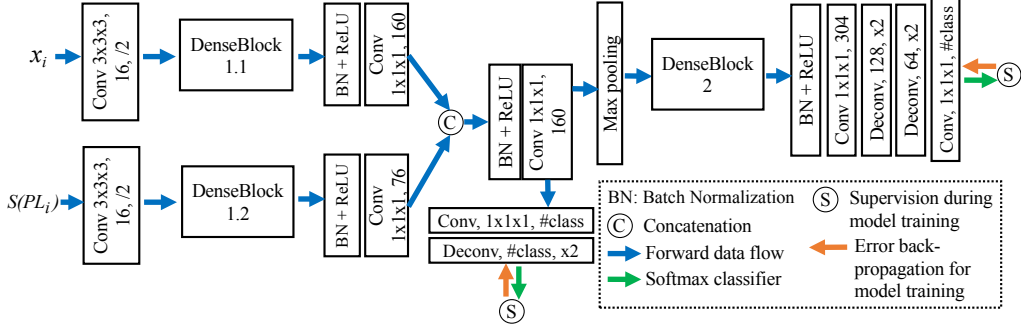 x_i
Conv 3x3x3,
16, /2
DenseBlock
1.1
BN + ReLU
Conv
1x1x1, 160
S(PL_i)
Conv 3x3x3,
16, /2
DenseBlock
1.2
BN + ReLU
Conv
1x1x1, 76
C
BN + ReLU
Conv 1x1x1,
160
Conv, 1x1x1, #class
Deconv, #class, x2
S
Max pooling
DenseBlock
2
BN + ReLU
Conv 1x1x1, 304
Deconv, 128, x2
Deconv, 64, x2
Conv, 1x1x1, #class
S
BN: Batch Normalization
C Concatenation
Forward data flow
Softmax classifier
S Supervision during
model training
Error back-
propagation for
model training